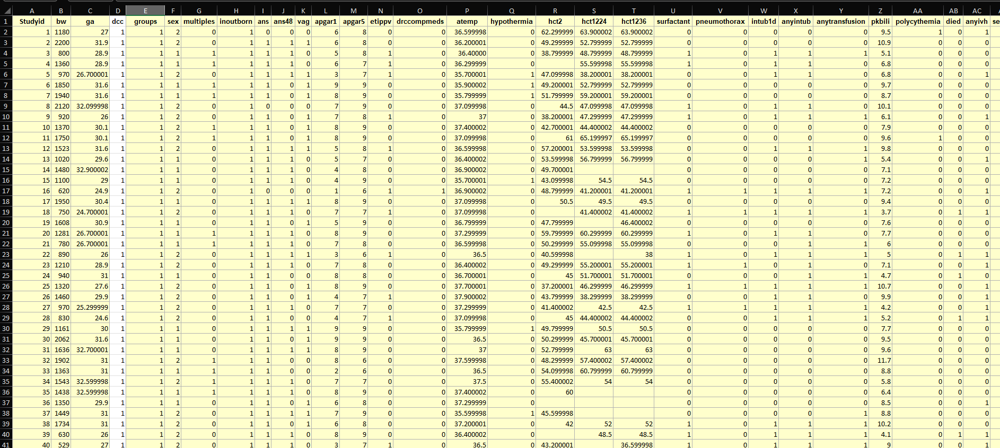 A B C D E F G H I J K L M N O P Q R S T U V W X Y Z AA AB AC
1 Studyid bw ga dcc groups sex multiples inoutborn ans ans48 vag apgar1 apgar5 etippv drccompmeds atemp hypothermia hct2 hct1224 hct1236 surfactant pneumothorax intub1d anyintub anytransfusion pkbili polycythemia died anyivh se
2 1 1180 27 1 1 2 0 1 0 0 0 6 8 0 0 36.599998 0 62.299999 63.900002 63.900002 0 0 0 0 0 9.5 1 0 1
3 2 2200 31.9 1 1 2 0 1 1 1 1 6 8 0 0 36.200001 0 49.299999 52.799999 52.799999 0 0 0 0 0 10.9 0 0 0
4 3 800 28.9 1 1 1 1 1 1 1 0 5 8 1 0 36.40000 0 38.799999 48.799999 48.799999 1 0 1 1 1 5.1 0 0 0
5 4 1360 28.9 1 1 1 1 1 1 1 0 6 7 1 0 36.299999 0 55.599998 55.599998 1 0 1 1 0 6.8 0 0 0
6 5 970 26.700001 1 1 2 0 1 1 1 1 3 7 1 0 35.700001 1 47.099998 38.200001 38.200001 1 0 1 1 0 6.8 0 0 1
7 6 1850 31.6 1 1 1 1 1 1 0 1 9 9 0 0 35.900002 1 49.200001 52.799999 52.799999 0 0 0 0 0 9.7 0 0 0
8 7 1940 31.6 1 1 1 1 1 1 0 1 8 9 0 0 35.799999 1 51.799999 59.200001 59.200001 0 0 0 0 0 8.7 0 0 0
9 8 2120 32.099998 1 1 2 0 1 0 0 0 7 9 0 0 37.099998 0 44.5 47.099998 47.099998 1 0 1 1 0 10.1 0 0 0
10 9 920 26 1 1 2 0 1 1 0 1 7 8 1 0 37 0 38.200001 47.299999 47.299999 1 0 1 1 1 6.1 0 0 1
11 10 1370 30.1 1 1 2 1 1 1 0 1 8 9 0 0 37.400002 0 42.700001 44.400002 44.400002 0 0 0 0 0 7.9 0 0 0
12 11 1750 30.1 1 1 2 1 1 1 0 1 8 9 0 0 37.099998 0 61 65.199997 65.199997 0 0 0 0 0 9.6 1 0 0
13 12 1523 31.6 1 1 2 0 1 1 1 1 5 8 1 0 36.599998 0 57.200001 53.599998 53.599998 0 0 1 1 1 9.8 0 0 0
14 13 1020 29.6 1 1 1 0 1 1 1 0 5 7 0 0 36.400002 0 53.599998 56.799999 56.799999 0 0 0 0 1 5.4 0 0 1
15 14 1480 32.900002 1 1 1 0 1 1 1 0 4 8 0 0 36.900002 0 49.700001 0 0 0 0 0 7.1 0 0 0
16 15 1100 29 1 1 1 0 1 1 1 0 4 9 0 0 35.700001 1 43.099998 54.5 54.5 0 0 0 0 0 7.2 0 0 0
17 16 620 24.9 1 1 2 0 1 0 0 0 1 6 1 1 36.900002 0 48.799999 41.200001 41.200001 1 1 1 1 1 7.2 0 0 1
18 17 1950 30.4 1 1 1 0 1 1 1 1 8 9 0 0 37.099998 0 50.5 49.5 49.5 0 0 0 0 0 9.4 0 0 0
19 18 750 24.700001 1 1 2 0 1 1 1 0 7 7 1 0 37.099998 0 41.400002 41.400002 1 1 1 1 1 3.7 0 1 1
20 19 1608 30.9 1 1 1 0 1 1 0 1 5 9 0 0 36.799999 0 47.799999 46.400002 0 0 0 0 0 7.6 0 0 0
21 20 1281 26.700001 1 1 1 1 1 1 1 0 8 9 0 0 37.299999 0 59.799999 60.299999 60.299999 1 0 1 1 0 7.7 0 0 0
22 21 780 26.700001 1 1 1 1 1 1 1 0 7 8 0 0 36.599998 0 50.299999 55.099998 55.099998 0 0 0 1 1 6 0 0 0
23 22 890 26 1 1 2 0 1 1 1 1 3 6 1 0 36.5 0 40.599998 38 1 0 1 1 1 5 0 1 1
24 23 1210 28.9 1 1 2 0 1 1 1 0 7 8 0 0 36.400002 0 49.299999 55.200001 55.200001 1 1 0 1 0 7.1 0 0 1
25 24 940 31 1 1 1 0 1 1 0 0 8 8 0 0 36.700001 0 45 51.700001 51.700001 0 0 0 1 1 4.7 0 1 0
26 25 1320 27.6 1 1 2 0 1 1 0 1 8 9 0 0 37.700001 0 37.200001 46.299999 46.299999 1 1 1 1 1 10.7 0 0 1
27 26 1460 29.9 1 1 2 0 1 1 0 1 4 7 1 0 37.900002 0 43.799999 38.299999 38.299999 0 0 1 1 0 9.9 0 0 1
28 27 970 25.299999 1 1 2 0 1 1 1 0 7 7 0 0 37.299999 0 41.400002 42.5 42.5 1 1 1 1 1 4.2 0 0 1
29 28 830 24.6 1 1 2 0 1 1 0 0 4 7 1 0 37.099998 0 45 44.400002 44.400002 0 0 1 1 1 5.2 0 1 1
30 29 1161 30 1 1 1 0 1 1 1 1 9 9 0 0 35.799999 1 49.799999 50.5 50.5 0 0 0 0 0 7.7 0 0 0
31 30 2062 31.6 1 1 1 0 1 1 0 1 9 9 0 0 36.5 0 50.299999 45.700001 45.700001 0 0 0 0 0 9.5 0 0 0
32 31 1636 32.700001 1 1 1 0 1 1 1 1 8 9 0 0 37 0 52.799999 63 63 0 0 0 0 0 9.6 0 0 0
33 32 1902 31 1 1 2 1 1 1 0 0 8 6 0 0 37.599998 0 48.299999 57.400002 57.400002 0 0 0 0 0 11.7 0 0 0
34 33 1363 31 1 1 1 1 1 1 0 0 2 6 0 0 36.5 0 54.099998 60.799999 60.799999 0 0 0 0 0 8.8 0 0 0
35 34 1543 32.599998 1 1 2 1 1 1 1 0 7 7 0 0 37.5 0 55.400002 54 54 0 0 0 0 0 5.8 0 0 0
36 35 1438 32.599998 1 1 1 1 1 1 1 0 8 9 0 0 37.400002 0 60 0 0 0 0 0 6.4 0 0 0
37 36 1350 29.9 1 1 1 0 1 1 0 1 6 8 0 0 37.299999 0 0 0 0 0 0 8.5 0 0 1
38 37 1449 31 1 1 2 0 1 1 1 1 7 9 0 0 35.599998 1 45.599998 0 0 0 0 1 8.8 0 0 0
39 38 1734 31 1 1 2 0 1 1 0 1 6 8 0 0 37.200001 0 42 52 52 1 0 1 1 1 10.2 0 0 0
40 39 630 26 1 1 2 0 1 1 1 0 8 9 0 0 36.400002 0 48.5 48.5 1 0 1 1 1 4.1 0 1 1
41 40 529 27 1 1 2 0 1 1 1 0 3 7 1 0 36.5 0 43.200001 36.599998 1 0 1 1 1 9 0 0 1